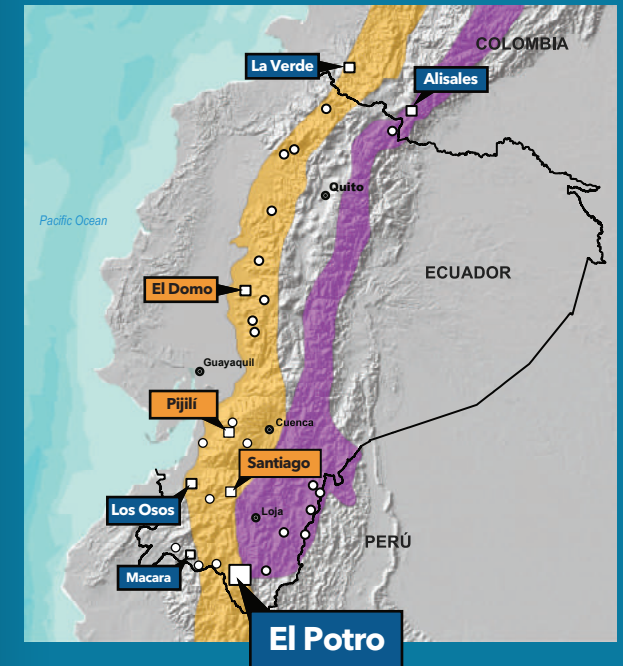 COLOMBIA
La Verde
Alisales
Quito
Pacific Ocean
ECUADOR
El Domo
Guayaquil
Pijilí
Cuenca
Santiago
Los Osos
Loja
PERÚ
Macara
El Potro